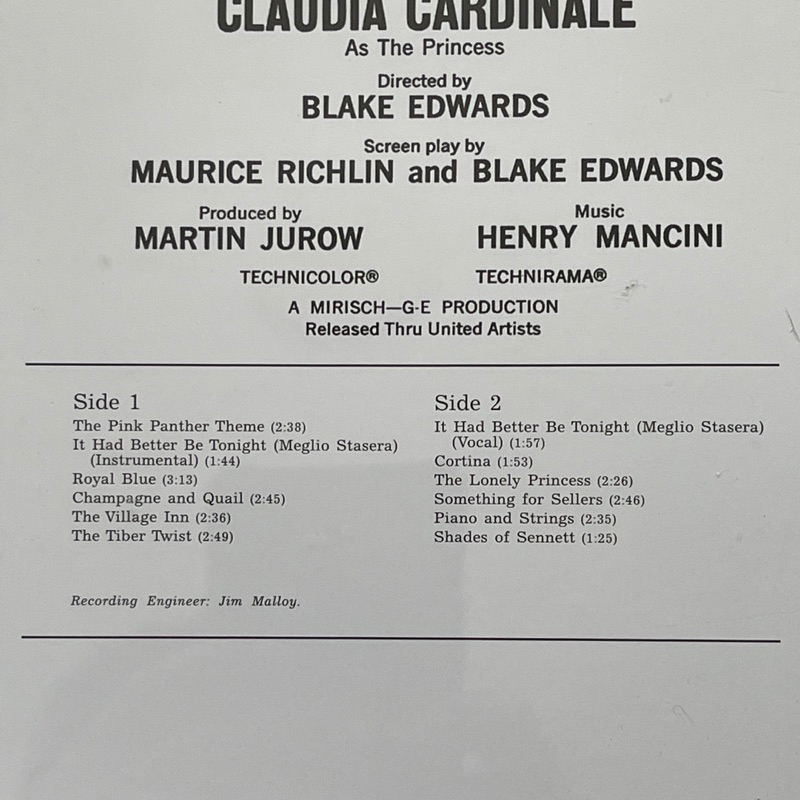 CLAUDIA CARDINALE
As The Princess
Directed by
BLAKE EDWARDS
Screen play by
MAURICE RICHLIN and BLAKE EDWARDS
Produced by
MARTIN JUROW
Music
HENRY MANCINI
TECHNICOLOR® TECHNIRAMA®
A MIRISCH—G-E PRODUCTION
Released Thru United Artists
Side 1
The Pink Panther Theme (2:38)
It Had Better Be Tonight (Meglio Stasera)
(Instrumental) (1:44)
Royal Blue (3:13)
Champagne and Quail (2:45)
The Village Inn (2:36)
The Tiber Twist (2:49)
Side 2
It Had Better Be Tonight (Meglio Stasera)
(Vocal) (1:57)
Cortina (1:53)
The Lonely Princess (2:26)
Something for Sellers (2:46)
Piano and Strings (2:35)
Shades of Sennett (1:25)
Recording Engineer: Jim Malloy.